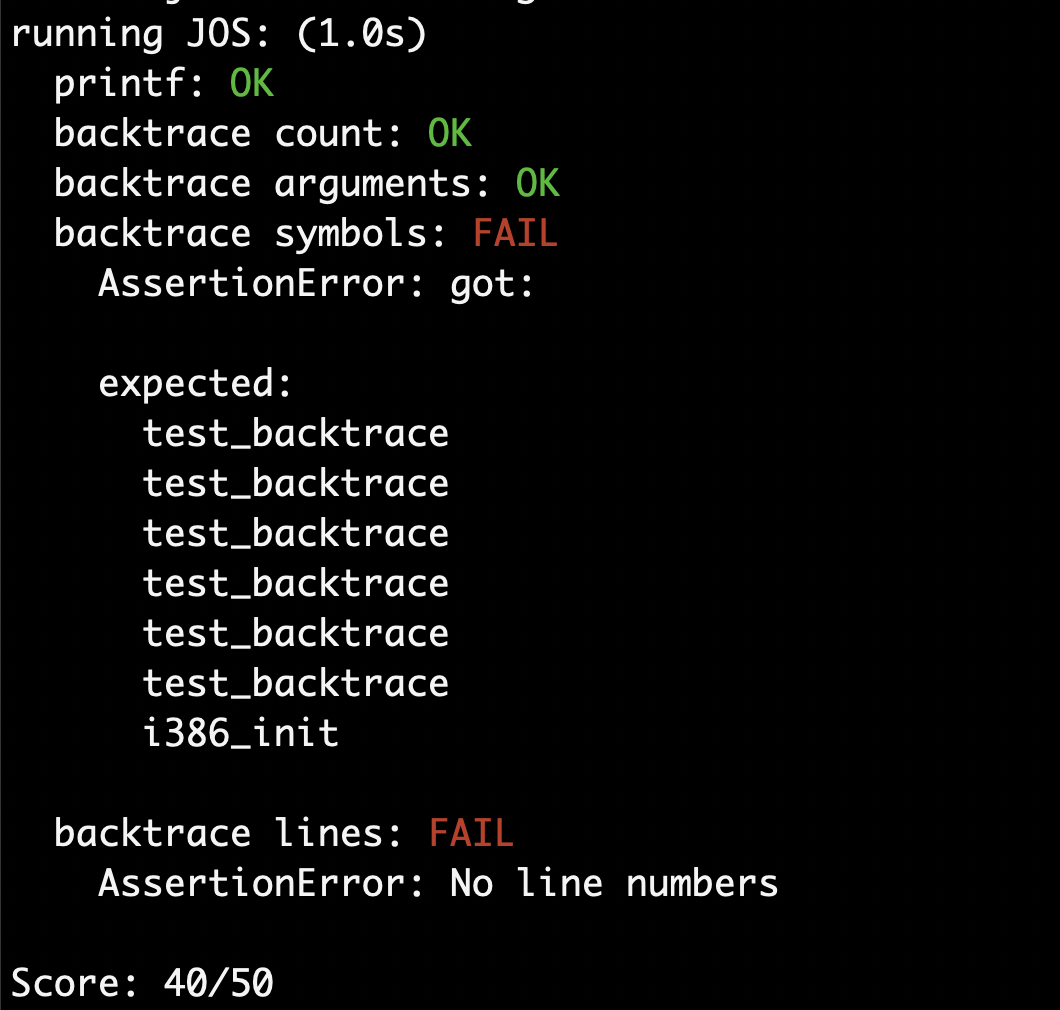 running JOS: (1.0s)
printf: OK
backtrace count: OK
backtrace arguments: OK
backtrace symbols: FAIL
AssertionError: got:
expected:
test_backtrace
test_backtrace
test_backtrace
test_backtrace
test_backtrace
test_backtrace
i386_init
backtrace lines: FAIL
AssertionError: No line numbers
Score: 40/50